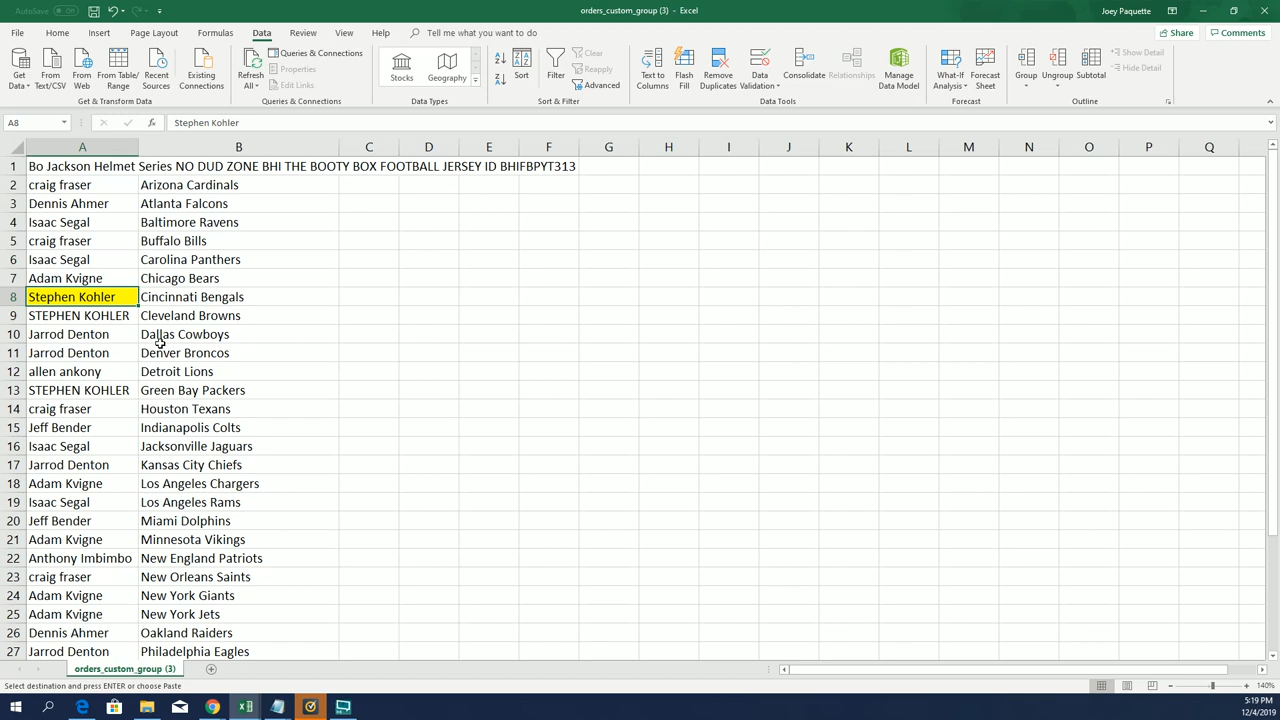 AutoSave Off orders_custom_group (3) - Excel Joey Paquette
File Home Insert Page Layout Formulas Data Review View Help Tell me what you want to do Share Comments
Get Data From Text/CSV From Web From Table/ Range Recent Sources Existing Connections
Get & Transform Data
Refresh All Queries & Connections Properties Edit Links
Queries & Connections
Stocks Geography
Data Types
Sort Filter Clear Reapply Advanced
Sort & Filter
Text to Columns Flash Fill Remove Duplicates Data Validation Consolidate Relationships Manage Data Model
Data Tools
What-If Analysis Forecast Sheet
Forecast
Group Ungroup Subtotal Show Detail Hide Detail
Outline
A8 fx Stephen Kohler
A B C D E F G H I J K L M N O P Q
1 Bo Jackson Helmet Series NO DUD ZONE BHI THE BOOTY BOX FOOTBALL JERSEY ID BHIFBPYT313
2 craig fraser Arizona Cardinals
3 Dennis Ahmer Atlanta Falcons
4 Isaac Segal Baltimore Ravens
5 craig fraser Buffalo Bills
6 Isaac Segal Carolina Panthers
7 Adam Kvigne Chicago Bears
8 Stephen Kohler Cincinnati Bengals
9 STEPHEN KOHLER Cleveland Browns
10 Jarrod Denton Dallas Cowboys
11 Jarrod Denton Denver Broncos
12 allen ankony Detroit Lions
13 STEPHEN KOHLER Green Bay Packers
14 craig fraser Houston Texans
15 Jeff Bender Indianapolis Colts
16 Isaac Segal Jacksonville Jaguars
17 Jarrod Denton Kansas City Chiefs
18 Adam Kvigne Los Angeles Chargers
19 Isaac Segal Los Angeles Rams
20 Jeff Bender Miami Dolphins
21 Adam Kvigne Minnesota Vikings
22 Anthony Imbimbo New England Patriots
23 craig fraser New Orleans Saints
24 Adam Kvigne New York Giants
25 Adam Kvigne New York Jets
26 Dennis Ahmer Oakland Raiders
27 Jarrod Denton Philadelphia Eagles
orders_custom_group (3)
Select destination and press ENTER or choose Paste 140%
5:19 PM
12/4/2019